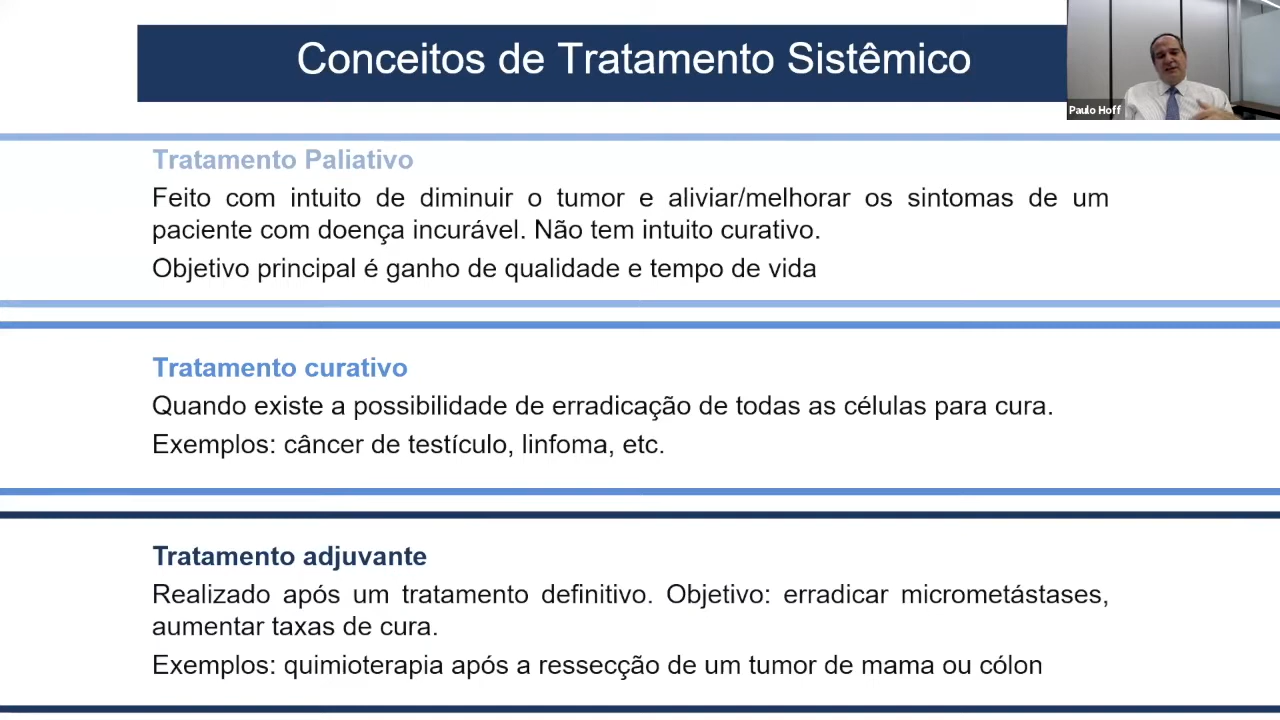 Conceitos de Tratamento Sistêmico
Paulo Hoff
Tratamento Paliativo
Feito com intuito de diminuir o tumor e aliviar/melhorar os sintomas de um
paciente com doença incurável. Não tem intuito curativo.
Objetivo principal é ganho de qualidade e tempo de vida
Tratamento curativo
Quando existe a possibilidade de erradicação de todas as células para cura.
Exemplos: câncer de testículo, linfoma, etc.
Tratamento adjuvante
Realizado após um tratamento definitivo. Objetivo: erradicar micrometástases,
aumentar taxas de cura.
Exemplos: quimioterapia após a ressecção de um tumor de mama ou cólon